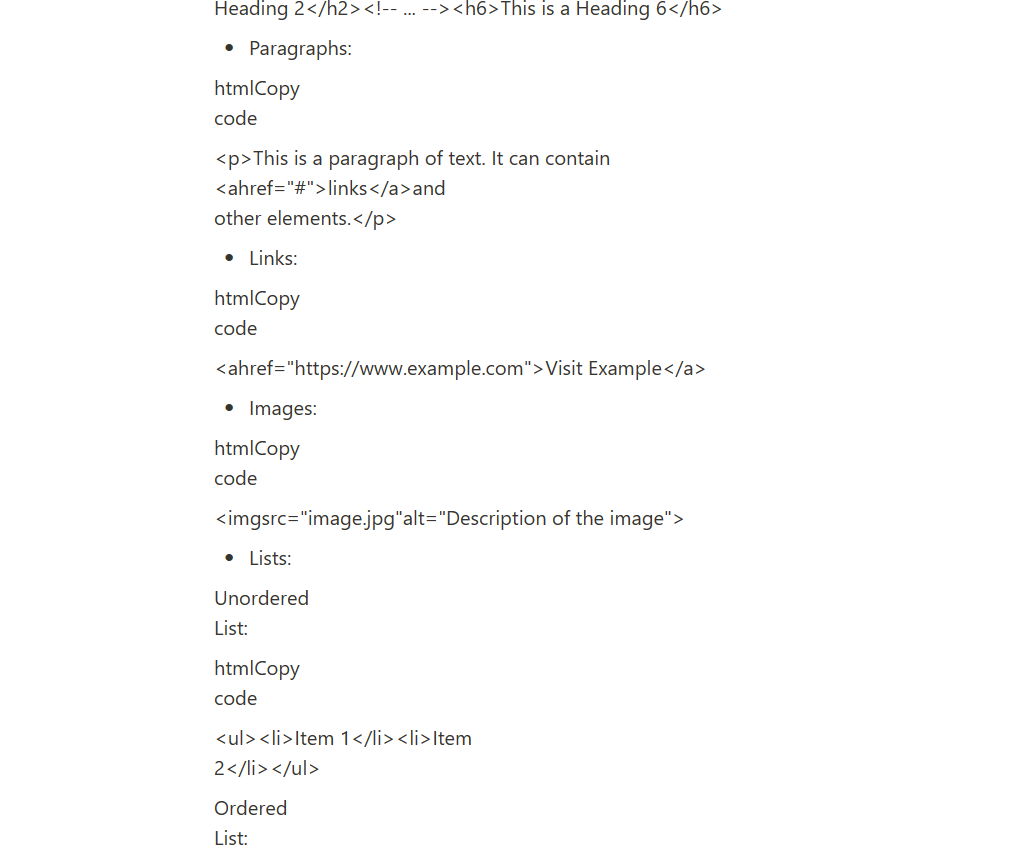 Heading 2</h2><!-- ... --><h6>This is a Heading 6</h6>
• Paragraphs:
htmlCopy
code
<p>This is a paragraph of text. It can contain
<ahref="#">links</a>and
other elements.</p>
• Links:
htmlCopy
code
<ahref="https://www.example.com">Visit Example</a>
• Images:
htmlCopy
code
<imgsrc="image.jpg"alt="Description of the image">
• Lists:
Unordered
List:
htmlCopy
code
<ul><li>Item 1</li><li>Item
2</li></ul>
Ordered
List: